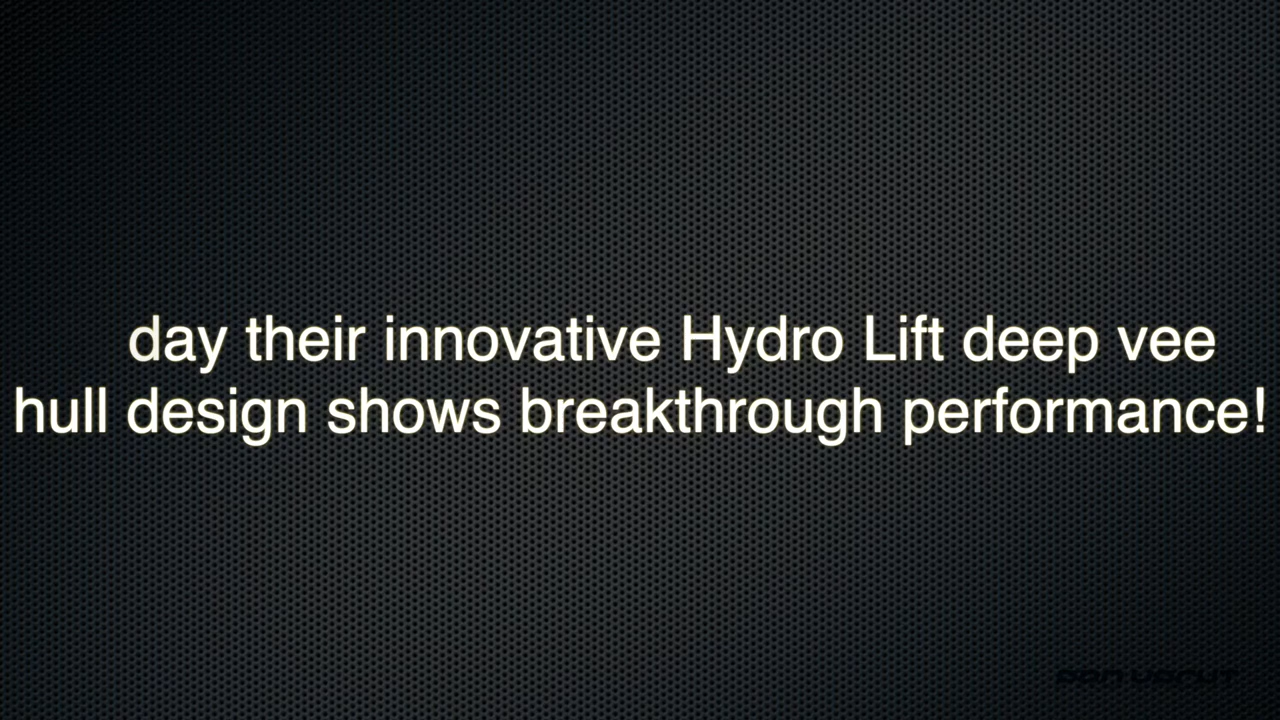 day their innovative Hydro Lift deep vee
hull design shows breakthrough performance!